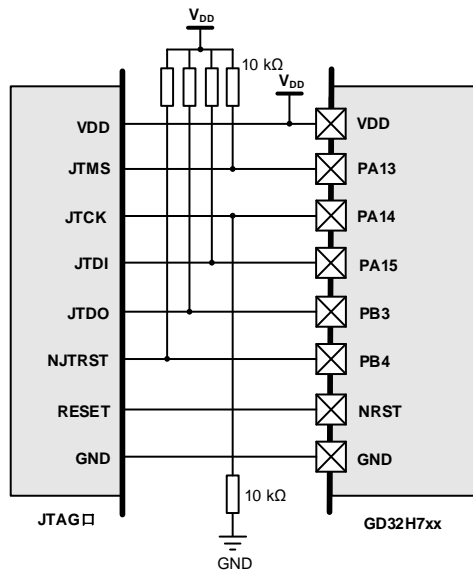 VDD
10 kΩ
VDD
VDD
VDD
JTMS
PA13
JTCK
PA14
JTDI
PA15
JTDO
PB3
NJTRST
PB4
RESET
NRST
GND
GND
10 kΩ
JTAG口
GD32H7xx
GND